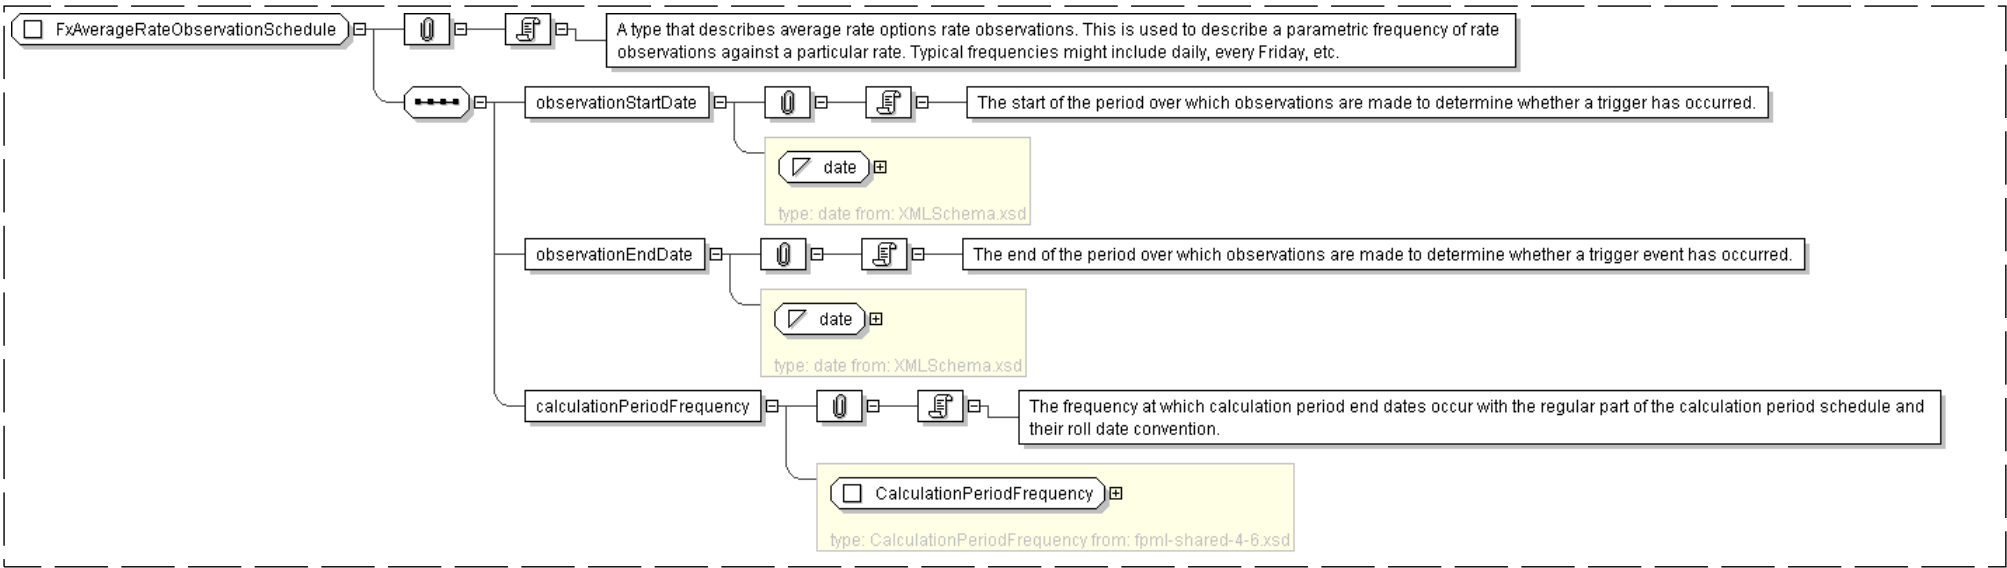 FxAverageRateObservationSchedule
A type that describes average rate options rate observations. This is used to describe a parametric frequency of rate
observations against a particular rate. Typical frequencies might include daily, every Friday, etc.
observationStartDate
The start of the period over which observations are made to determine whether a trigger has occurred.
date
type: date from: XMLSchema.xsd
observationEndDate
The end of the period over which observations are made to determine whether a trigger event has occurred.
date
type: date from: XMLSchema.xsd
calculationPeriodFrequency
The frequency at which calculation period end dates occur with the regular part of the calculation period schedule and
their roll date convention.
CalculationPeriodFrequency
type: CalculationPeriodFrequency from: fpml-shared-4-6.xsd